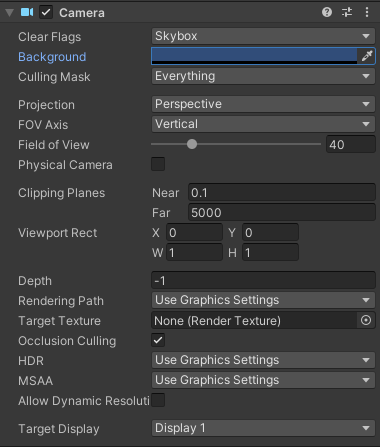 Camera
Clear Flags Skybox
Background
Culling Mask Everything
Projection Perspective
FOV Axis Vertical
Field of View 40
Physical Camera
Clipping Planes Near 0.1
Far 5000
Viewport Rect X 0 Y 0
W 1 H 1
Depth -1
Rendering Path Use Graphics Settings
Target Texture None (Render Texture)
Occlusion Culling
HDR Use Graphics Settings
MSAA Use Graphics Settings
Allow Dynamic Resoluti
Target Display Display 1